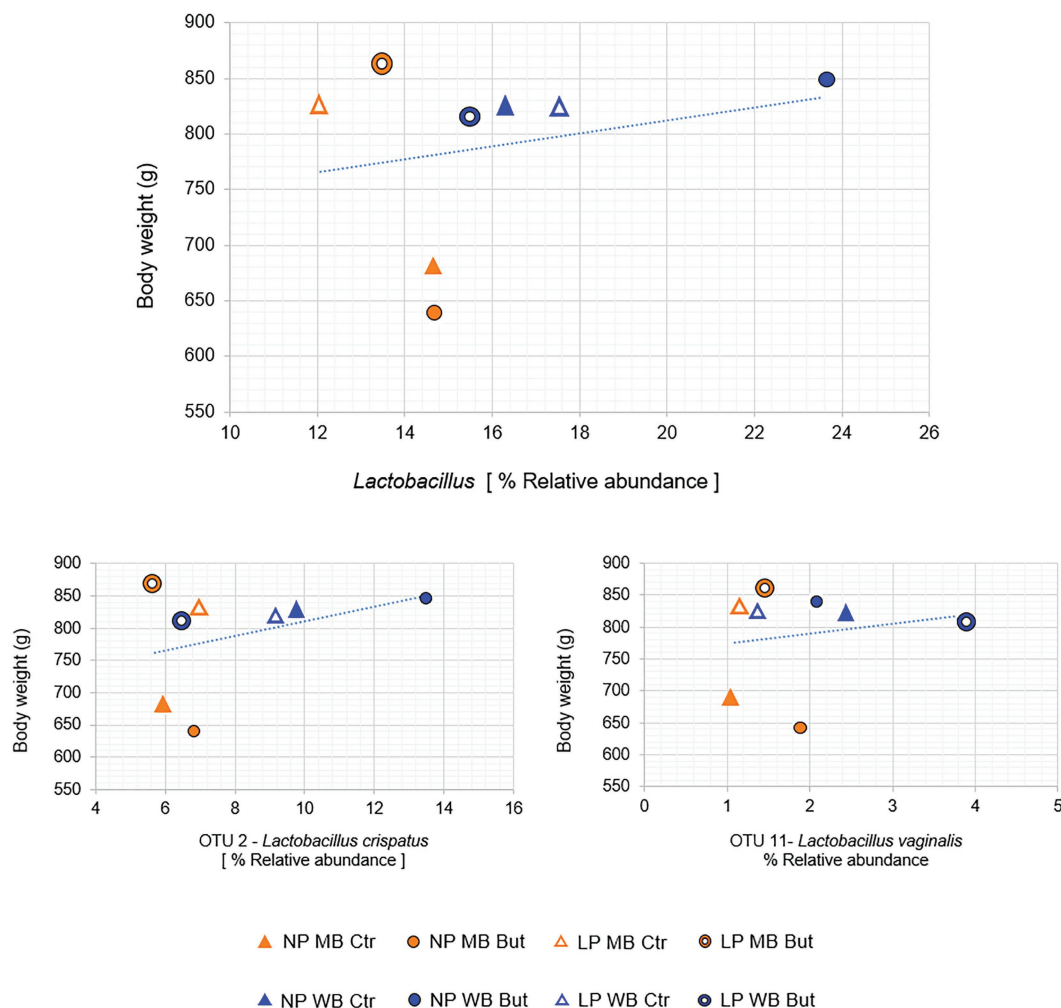 900
850
800
750
700
650
600
550
Body weight (g)
10 12 14 16 18 20 22 24 26
Lactobacillus [ % Relative abundance ]
900
850
800
750
700
650
600
550
Body weight (g)
4 6 8 10 12 14 16
OTU 2 - Lactobacillus crispatus
[ % Relative abundance ]
900
850
800
750
700
650
600
550
Body weight (g)
0 1 2 3 4 5
OTU 11- Lactobacillus vaginalis
% Relative abundance
NP MB Ctr NP MB But LP MB Ctr LP MB But
NP WB Ctr NP WB But LP WB Ctr LP WB But